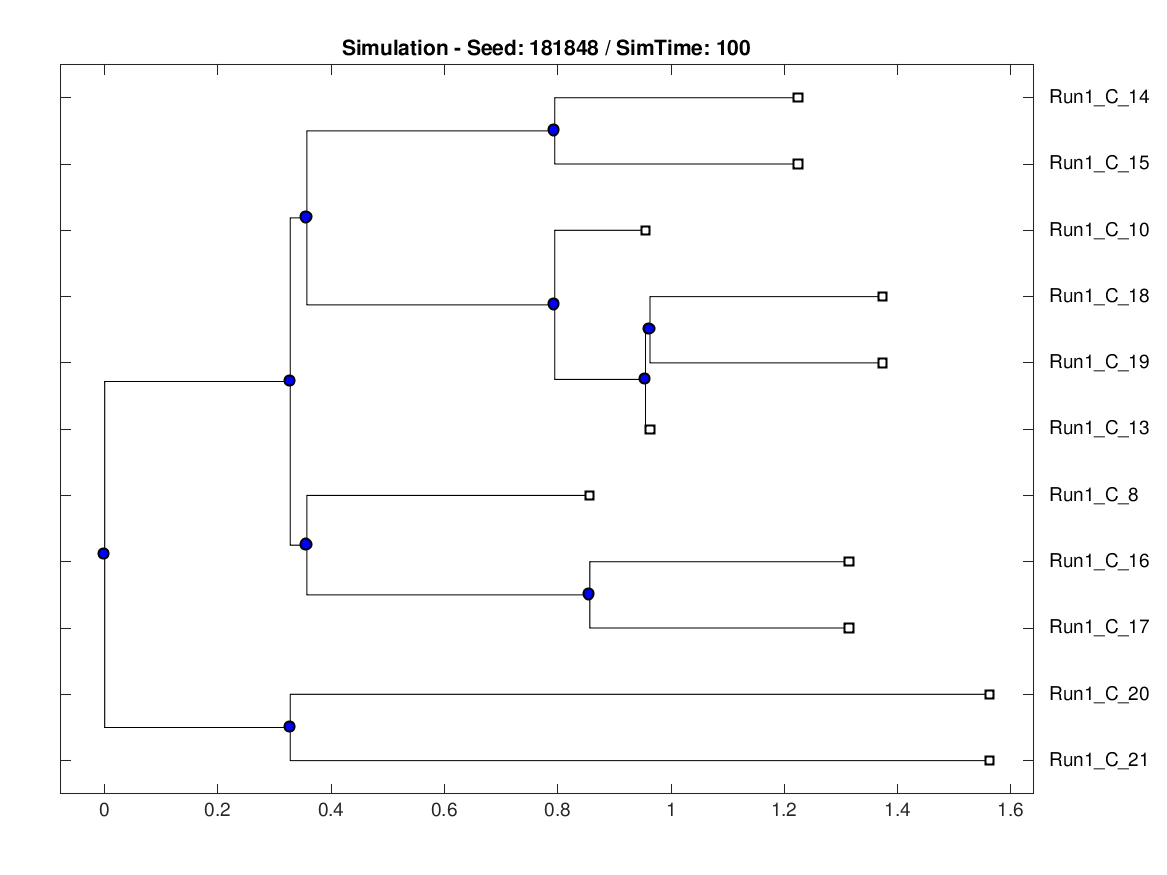 Simulation - Seed: 181848 / SimTime: 100
Run1_C_14
Run1_C_15
Run1_C_10
Run1_C_18
Run1_C_19
Run1_C_13
Run1_C_8
Run1_C_16
Run1_C_17
Run1_C_20
Run1_C_21
0 0.2 0.4 0.6 0.8 1 1.2 1.4 1.6